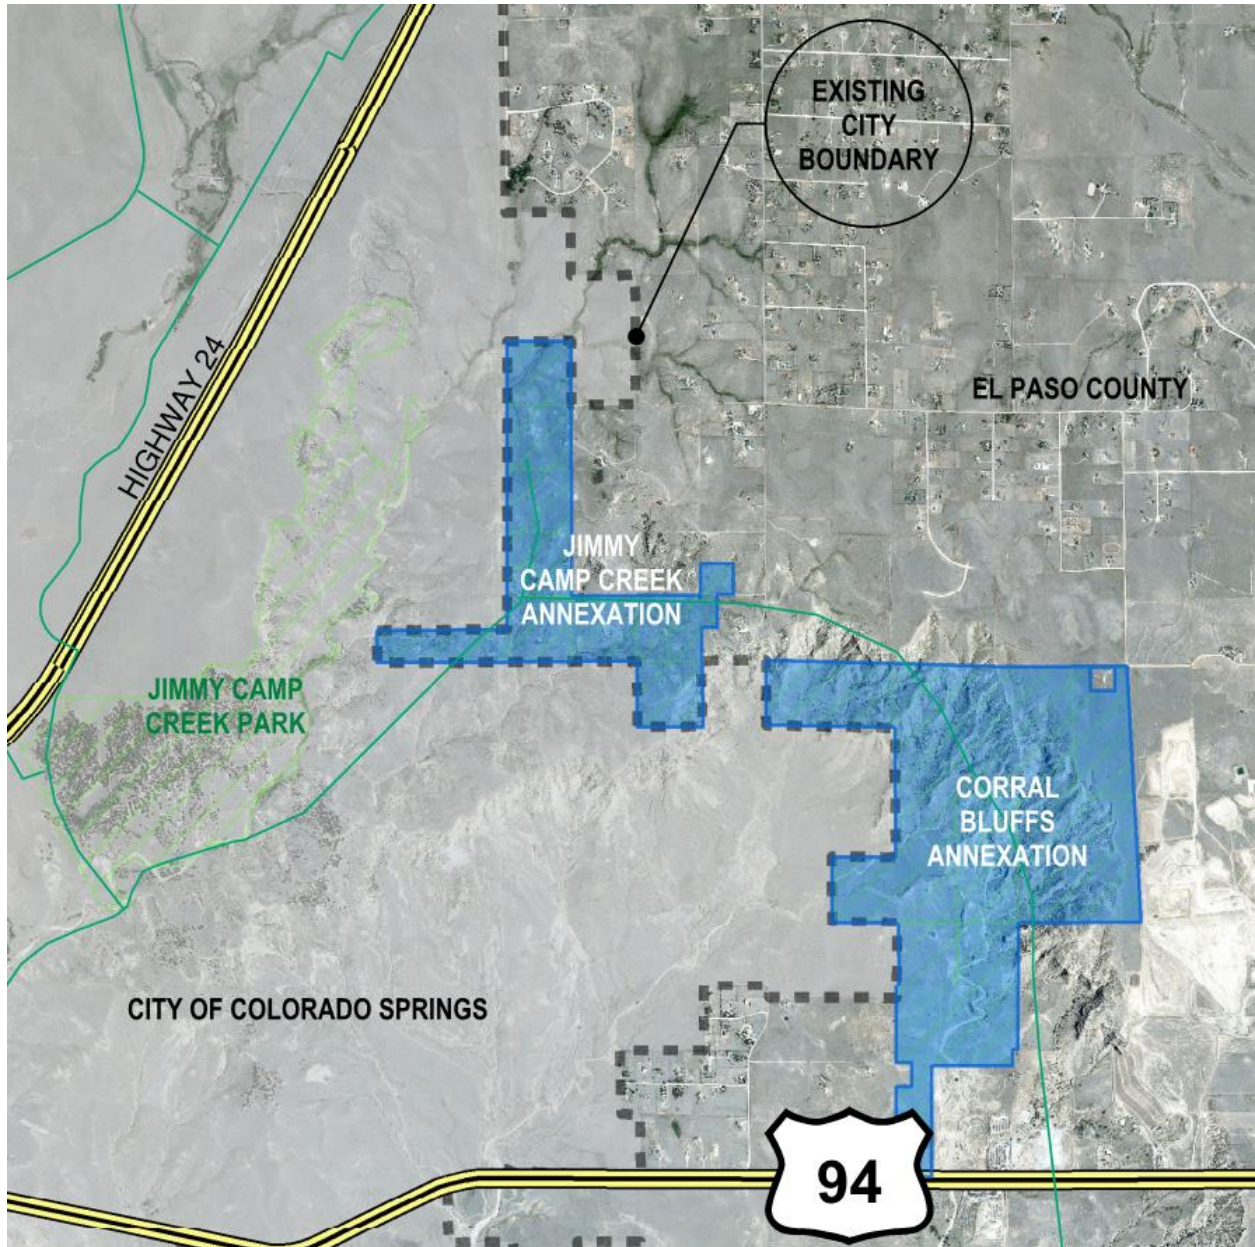 EXISTING
CITY
BOUNDARY
HIGHWAY 24
EL PASO COUNTY
JIMMY
CAMP CREEK
ANNEXATION
JIMMY CAMP
CREEK PARK
CORRAL
BLUFFS
ANNEXATION
CITY OF COLORADO SPRINGS
94